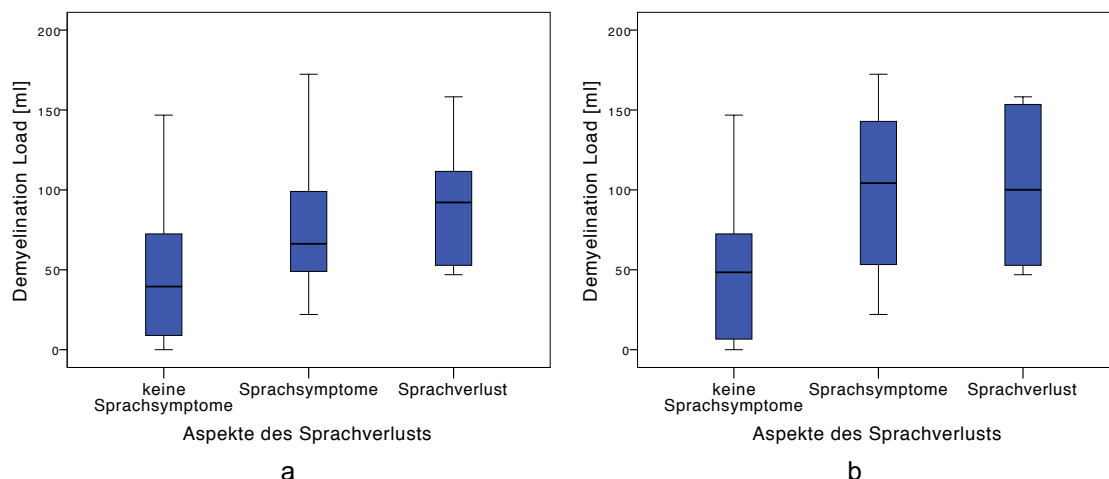 Demyelination Load [ml]
200
150
100
50
0
keine
Sprachsymptome
Sprachsymptome
Sprachverlust
Aspekte des Sprachverlusts
a
Demyelination Load [ml]
200
150
100
50
0
keine
Sprachsymptome
Sprachsymptome
Sprachverlust
Aspekte des Sprachverlusts
b